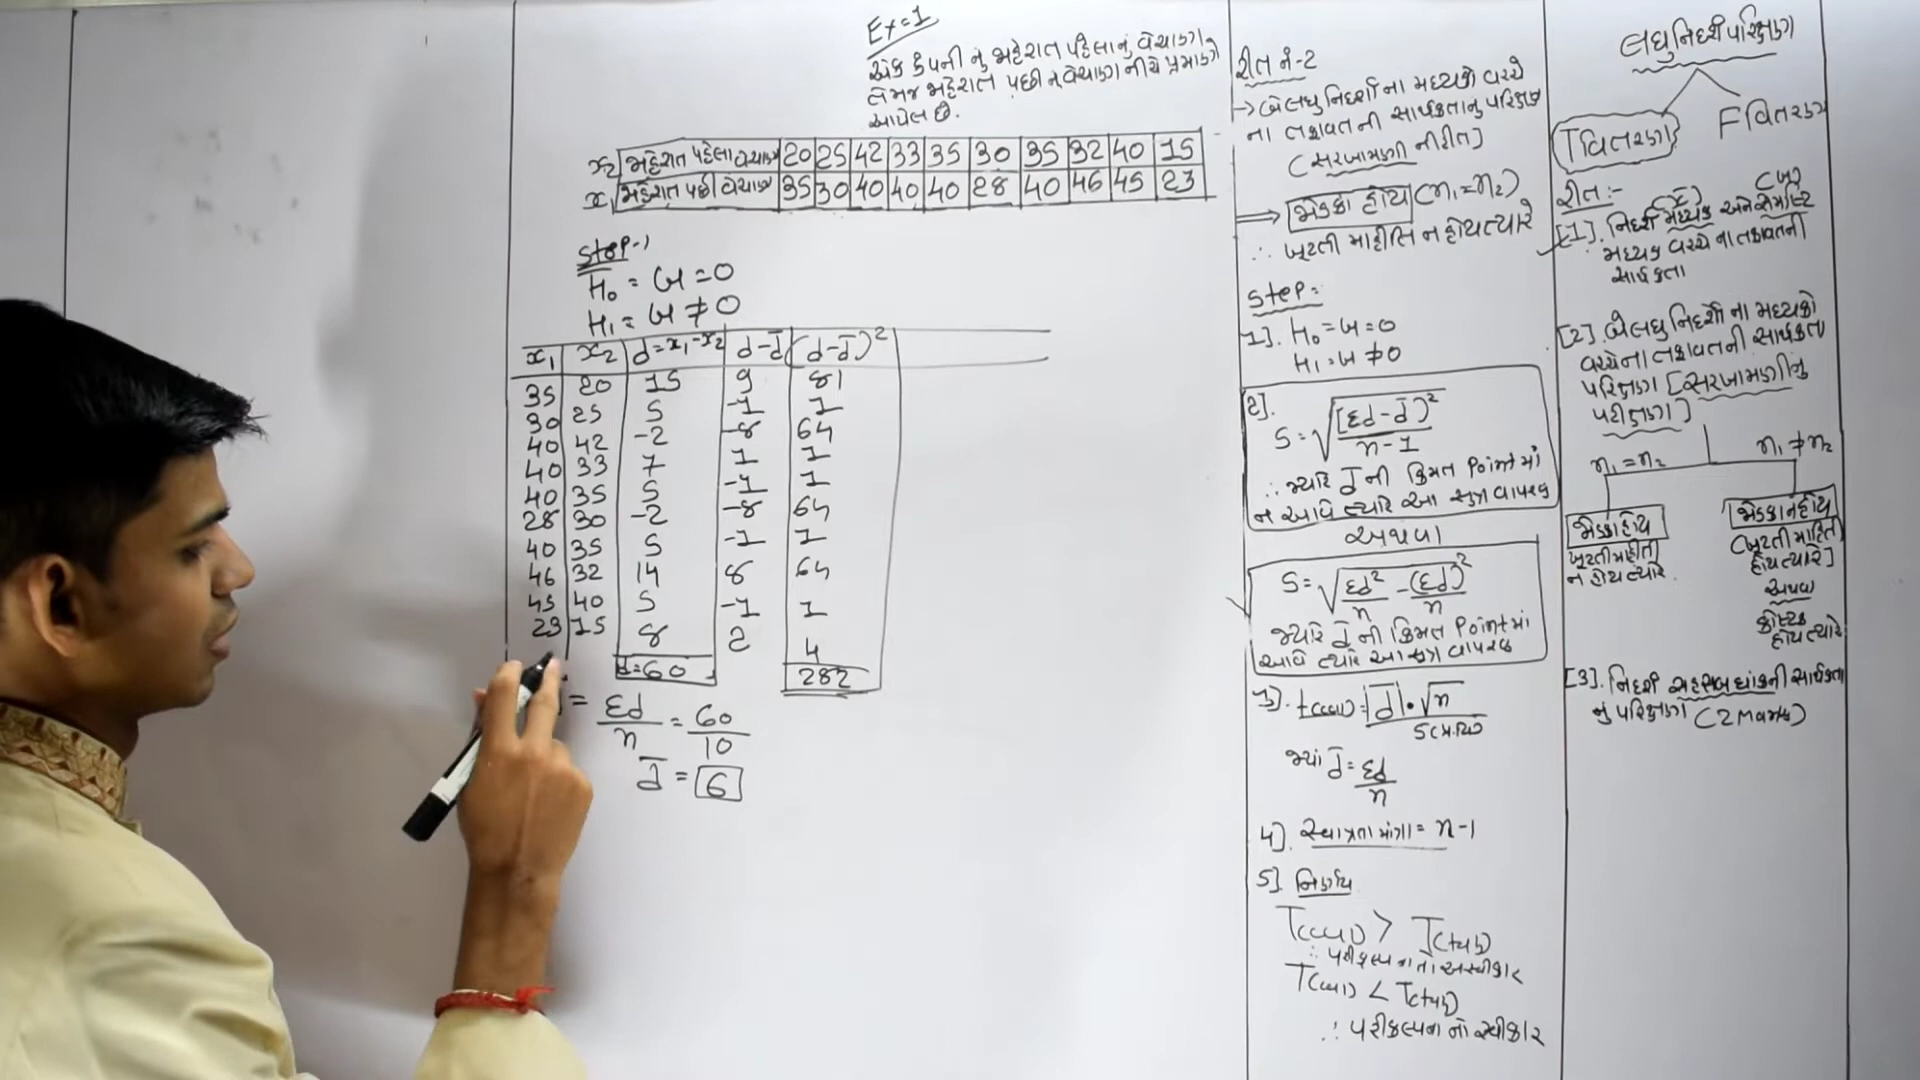 Ex=1
એક કંપની નું જાહેરાત પહેલાનું વેચાણ
તેમજ જાહેરાત પછી નું વેચાણ નીચે પ્રમાણે
આપેલ છે.
x2 જાહેરાત પહેલા વેચાણ 20 25 42 33 35 30 35 32 40 15
x1 જાહેરાત પછી વેચાણ 35 30 40 40 40 28 40 46 45 23
Step-1
H₀ = μ = 0
H₁ = μ ≠ 0
x₁ x₂ d=x₁-x₂ d-d̄ (d-d̄)²
35 20 15 9 81
30 25 5 -1 1
40 42 -2 -8 64
40 33 7 1 1
40 35 5 -1 1
28 30 -2 -8 64
40 35 5 -1 1
46 32 14 8 64
45 40 5 -1 1
23 15 8 2 4
d=60 282
= Σd/n = 60/10
d̄ = 6
રીત નં-2
→ બે લઘુ નિદર્શો ના મધ્યકો વચ્ચે
ના તફાવત ની સાર્થકતાનુ પરિક્ષણ
(સરખામણી ની રીત]
⇒ જોડકા હોય (n₁=n₂)
∴ ખૂટતી માહીતિ ન હોય ત્યારે
Step=
1]. H₀ = μ = 0
H₁ = μ ≠ 0
2].
S = √[Σd-d̄)²/n-1
∴ જ્યારે d̄ ની કિંમત Point માં
ન આવે ત્યારે આ સુત્ર વાપરવુ
અથવા
S = √Σd²/n - (Σd/n)²
જ્યારે d̄ ની કિંમત Point માં
આવે ત્યારે આ સુત્ર વાપરવુ
3]. t(cal) = |d̄|·√n / S(પ્ર.વિ)
જ્યાં d̄ = Σd/n
4]. સ્વાત્રતા માંત્રા = n-1
5] નિર્ણય
T(cal) > T(tab)
∴ પરીકલ્પના નો અસ્વીકાર
T(cal) < T(tab)
∴ પરીકલ્પના નો સ્વીકાર
લઘુ નિદર્શ પરિક્ષણ
T વિતરણ
F વિતરણ
રીત:-
[1]. નિદર્શ મધ્યક અને સમષ્ટિ
મધ્યક વચ્ચે ના તફાવતની
સાર્થકતા
[2]. બે લઘુ નિદર્શો ના મધ્યકો
વચ્ચેના તફાવત ની સાર્થકતા
પરિક્ષણ [સરખામણીનું
પરીક્ષણ]
n₁=n₂
n₁≠n₂
જોડકા હોય
ખૂટતી માહીતી
ન હોય ત્યારે.
જોડકા ન હોય
(ખૂટતી માહિતિ
હોય ત્યારે]
અથવા
કોષ્ટક
હોય ત્યારે
[3]. નિદર્શ સહસંબધાંકની સાર્થકતા
નું પરિક્ષણ (2 Marks)